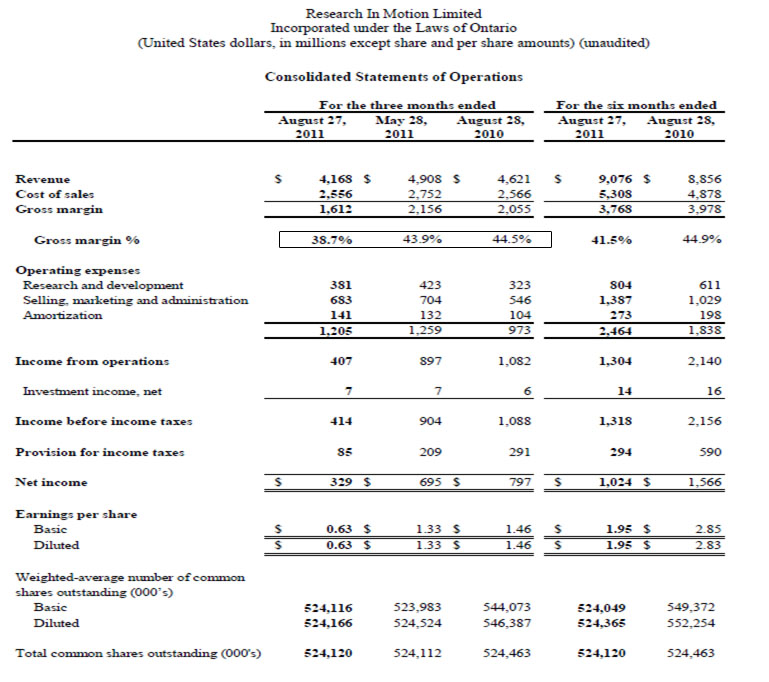 Research In Motion Limited
Incorporated under the Laws of Ontario
(United States dollars, in millions except share and per share amounts) (unaudited)
Consolidated Statements of Operations
For the three months ended For the six months ended
August 27, May 28, August 28, August 27, August 28,
2011 2011 2010 2011 2010
Revenue $ 4,168 $ 4,908 $ 4,621 $ 9,076 $ 8,856
Cost of sales 2,556 2,752 2,566 5,308 4,878
Gross margin 1,612 2,156 2,055 3,768 3,978
Gross margin % 38.7% 43.9% 44.5% 41.5% 44.9%
Operating expenses
Research and development 381 423 323 804 611
Selling, marketing and administration 683 704 546 1,387 1,029
Amortization 141 132 104 273 198
1,205 1,259 973 2,464 1,838
Income from operations 407 897 1,082 1,304 2,140
Investment income, net 7 7 6 14 16
Income before income taxes 414 904 1,088 1,318 2,156
Provision for income taxes 85 209 291 294 590
Net income $ 329 $ 695 $ 797 $ 1,024 $ 1,566
Earnings per share
Basic $ 0.63 $ 1.33 $ 1.46 $ 1.95 $ 2.85
Diluted $ 0.63 $ 1.33 $ 1.46 $ 1.95 $ 2.83
Weighted-average number of common
shares outstanding (000's)
Basic 524,116 523,983 544,073 524,049 549,372
Diluted 524,166 524,524 546,387 524,365 552,254
Total common shares outstanding (000's) 524,120 524,112 524,463 524,120 524,463